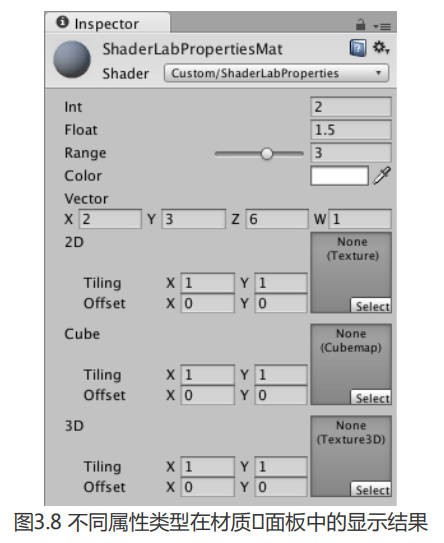 Inspector
ShaderLabPropertiesMat
Shader Custom/ShaderLabProperties
Int 2
Float 1.5
Range 3
Color
Vector
X 2 Y 3 Z 6 W 1
2D
None
(Texture)
Tiling X 1 Y 1
Offset X 0 Y 0
Select
Cube
None
(Cubemap)
Tiling X 1 Y 1
Offset X 0 Y 0
Select
3D
None
(Texture3D)
Tiling X 1 Y 1
Offset X 0 Y 0
Select
图3.8 不同属性类型在材质面板中的显示结果